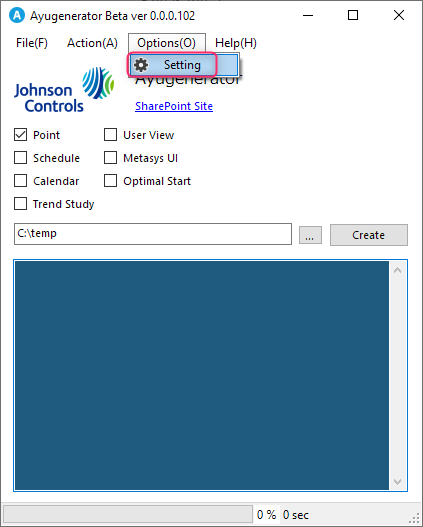 A Ayugenerator Beta ver 0.0.0.102
File(F) Action(A) Options(O) Help(H)
Setting
Johnson Controls
Ayugenerator
SharePoint Site
Point User View
Schedule Metasys UI
Calendar Optimal Start
Trend Study
C:\temp ... Create
0 % 0 sec